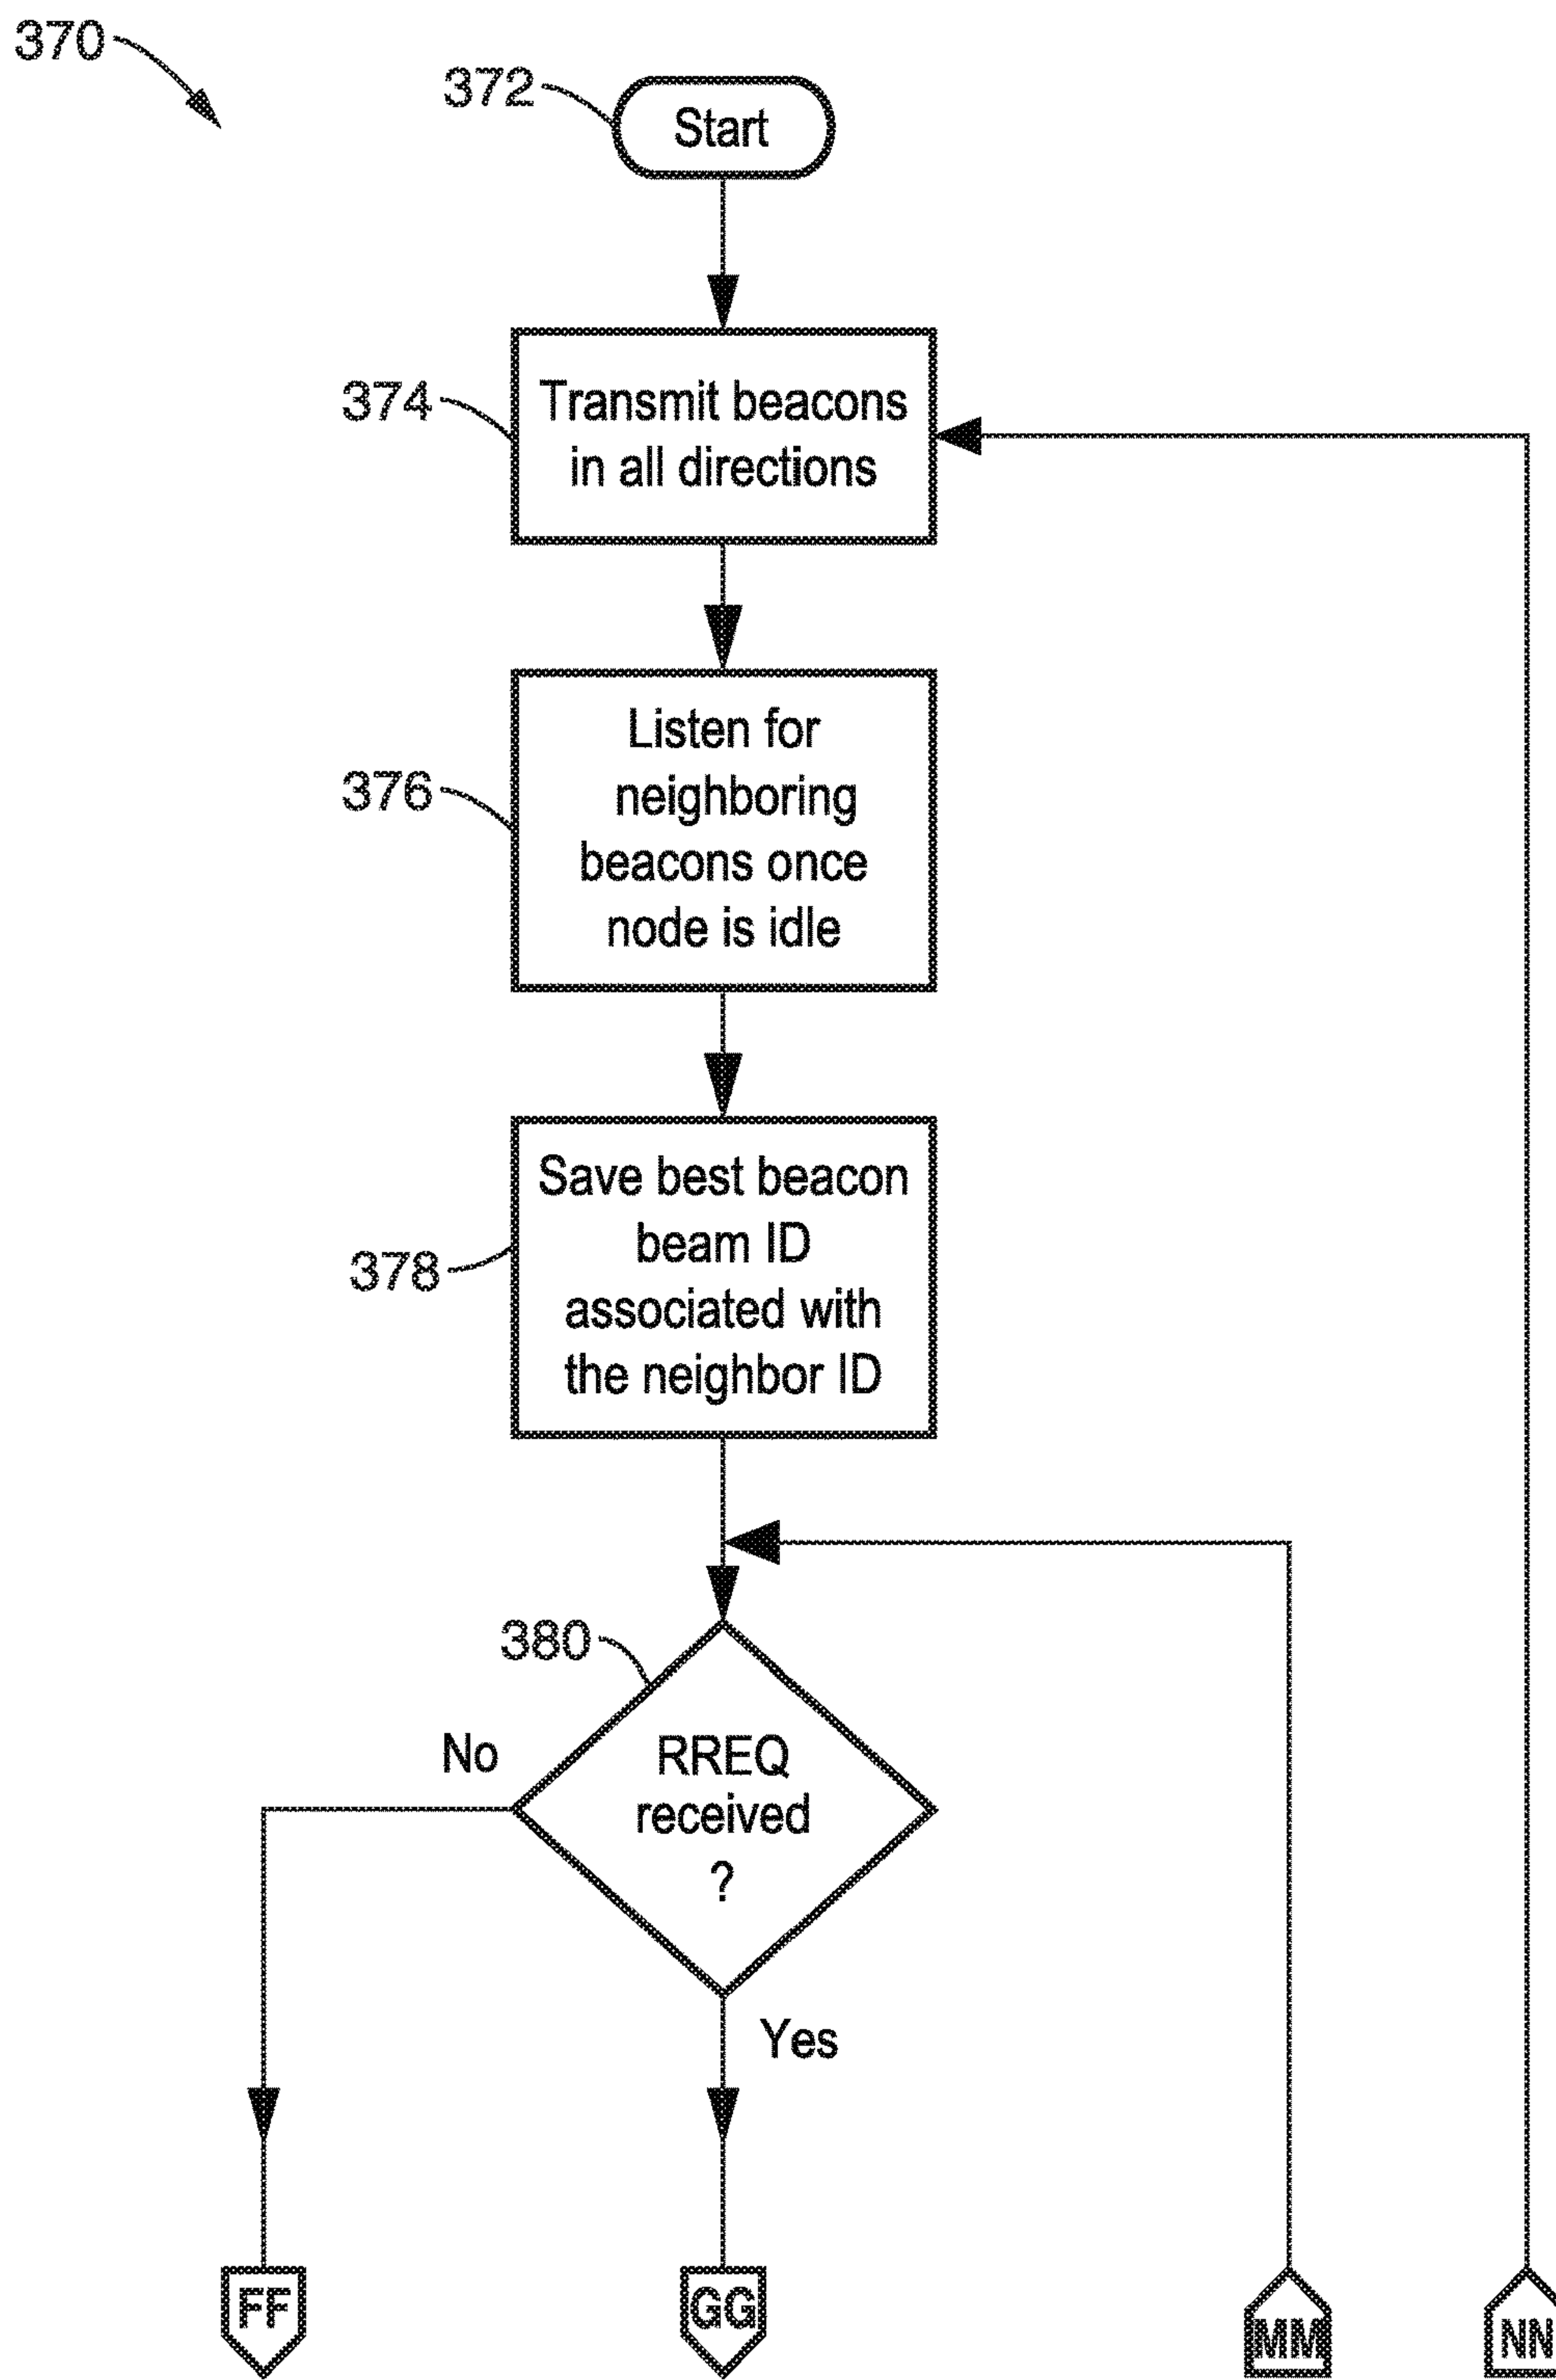 370
372
Start
374
Transmit beacons
in all directions
376
Listen for
neighboring
beacons once
node is idle
378
Save best beacon
beam ID
associated with
the neighbor ID
380
No
RREQ
received
?
Yes
FF
GG
MM
NN